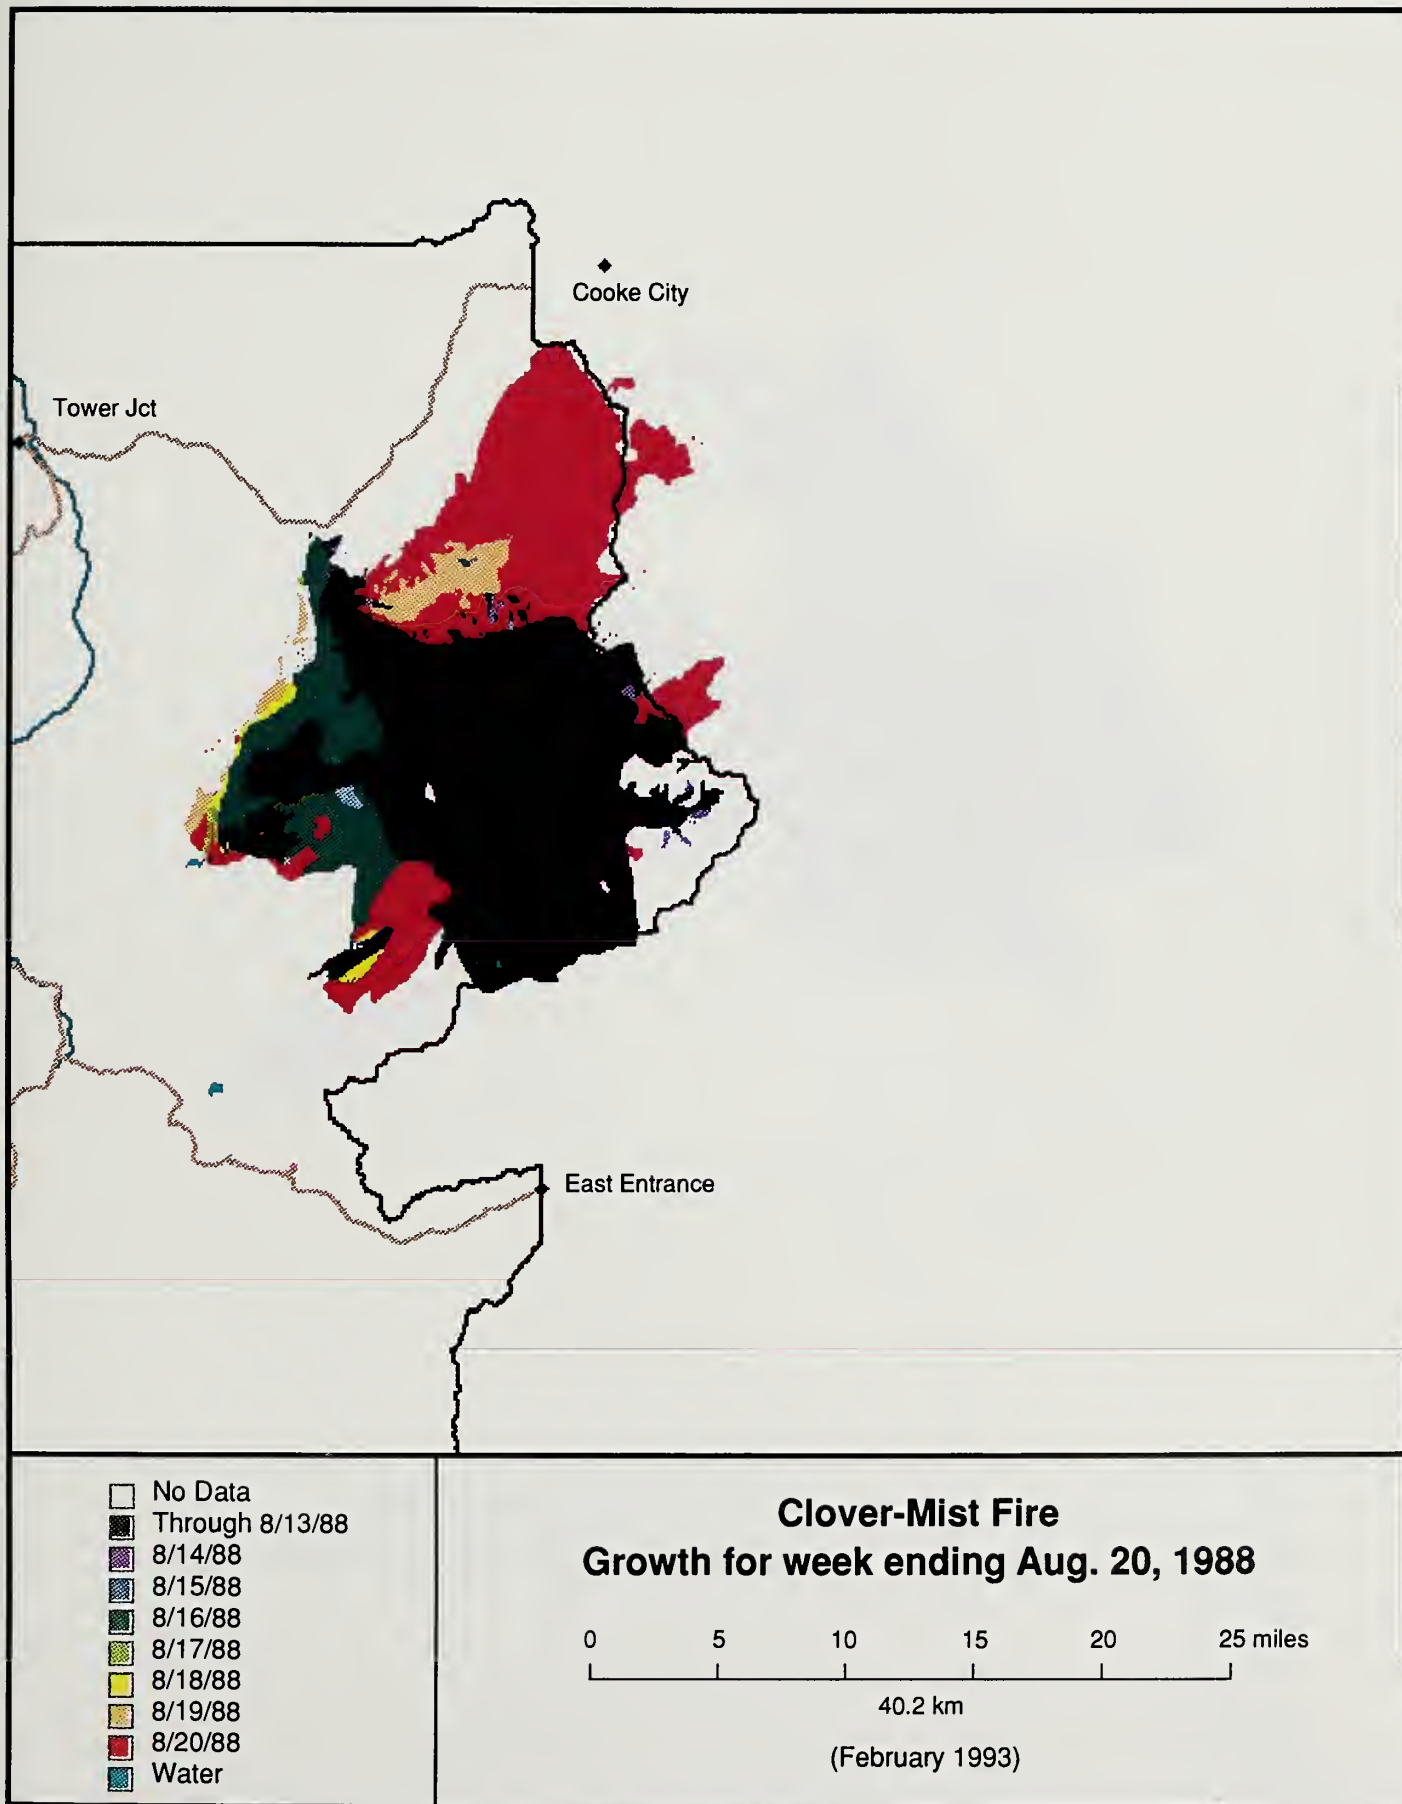 Cooke City
Tower Jct
East Entrance
No Data
Through 8/13/88
8/14/88
8/15/88
8/16/88
8/17/88
8/18/88
8/19/88
8/20/88
Water
Clover-Mist Fire
Growth for week ending Aug. 20, 1988
0 5 10 15 20 25 miles
40.2 km
(February 1993)